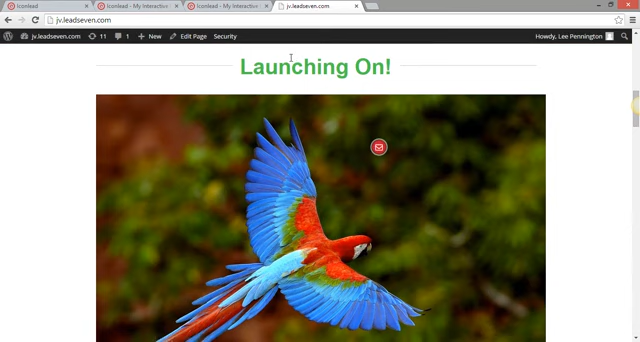 iconlead
iconlead - My Interactive
iconlead - My Interactive
jv.leadseven.com
jv.leadseven.com
jv.leadseven.com
11
1
New
Edit Page
Security
Howdy, Lee Pennington
Launching On!